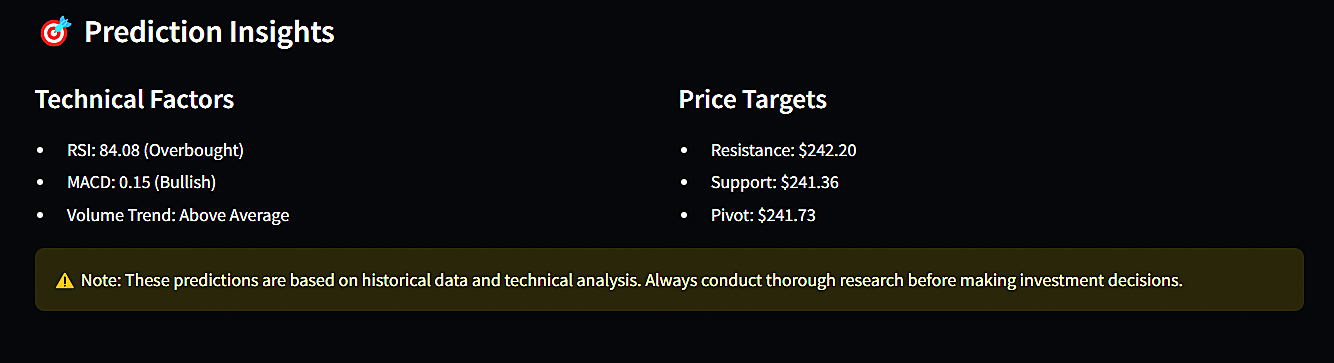 Prediction Insights
Technical Factors
RSI: 84.08 (Overbought)
MACD: 0.15 (Bullish)
Volume Trend: Above Average
Price Targets
Resistance: $242.20
Support: $241.36
Pivot: $241.73
Note: These predictions are based on historical data and technical analysis. Always conduct thorough research before making investment decisions.